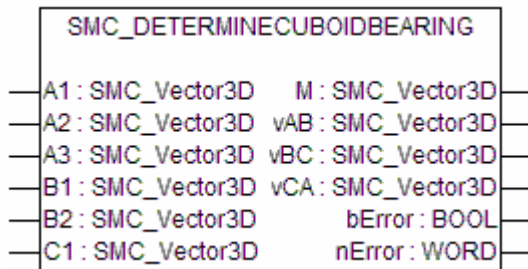 SMC_DETERMINECUBOIDBEARING
A1 : SMC_Vector3D M : SMC_Vector3D
A2 : SMC_Vector3D vAB : SMC_Vector3D
A3 : SMC_Vector3D vBC : SMC_Vector3D
B1 : SMC_Vector3D vCA : SMC_Vector3D
B2 : SMC_Vector3D bError : BOOL
C1 : SMC_Vector3D nError : WORD